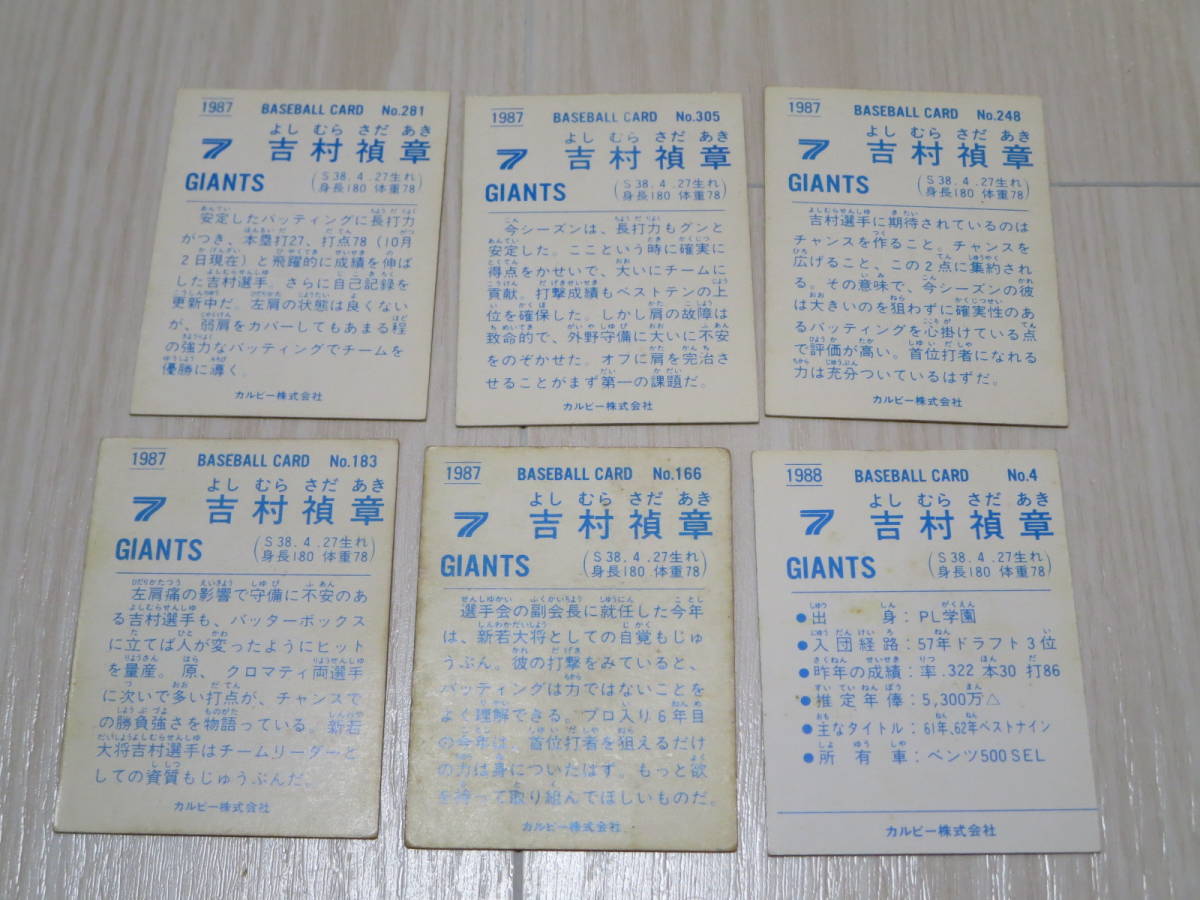 1987 BASEBALL CARD No.281
よし むら さだ あき
7 吉村禎章
GIANTS (S38.4.27生れ
身長180 体重78)
安定したバッティングに長打力
がつき、本塁打27、打点78(10月
2日現在)と飛躍的に成績を伸ば
した吉村選手。さらに自己記録を
更新中だ。左肩の状態は良くない
が、弱肩をカバーしてもあまる程
の強力なバッティングでチームを
優勝に導く。
カルビー株式会社
1987 BASEBALL CARD No.305
よし むら さだ あき
7 吉村禎章
GIANTS (S38.4.27生れ
身長180 体重78)
今シーズンは、長打力もグンと
安定した。ここという時に確実に
得点をかせいで、大いにチームに
貢献。打撃成績もベストテンの上
位を確保した。しかし肩の故障は
致命的で、外野守備に大いに不安
をのぞかせた。オフに肩を完治さ
せることがまず第一の課題だ。
カルビー株式会社
1987 BASEBALL CARD No.248
よし むら さだ あき
7 吉村禎章
GIANTS (S38.4.27生れ
身長180 体重78)
吉村選手に期待されているのは
チャンスを作ること。チャンスを
広げること、この2点に集約され
る。その意味で、今シーズンの彼
は大きいのを狙わずに確実性のあ
るバッティングを心掛けている点
で評価が高い。首位打者になれる
力は充分ついているはずだ。
カルビー株式会社
1987 BASEBALL CARD No.183
よし むら さだ あき
7 吉村禎章
GIANTS (S38.4.27生れ
身長180 体重78)
左肩痛の影響で守備に不安のあ
る吉村選手も、バッターボックス
に立てば人が変ったようにヒット
を量産。原、クロマティ両選手
に次いで多い打点が、チャンスで
の勝負強さを物語っている。新若
大将吉村選手はチームリーダーと
しての資質もじゅうぶんだ。
カルビー株式会社
1987 BASEBALL CARD No.166
よし むら さだ あき
7 吉村禎章
GIANTS (S38.4.27生れ
身長180 体重78)
選手会の副会長に就任した今年
は、新若大将としての自覚もじゅ
うぶん。彼の打撃をみていると、
バッティングは力ではないことを
よく理解できる。プロ入り6年目
の今年は、首位打者を狙えるだけ
の力は身についたはず。もっと欲
を持って取り組んでほしいものだ。
カルビー株式会社
1988 BASEBALL CARD No.4
よし むら さだ あき
7 吉村禎章
GIANTS (S38.4.27生れ
身長180 体重78)
●出身:PL学園
●入団経路:57年ドラフト3位
●昨年の成績:率.322 本30 打86
●推定年俸:5,300万△
●主なタイトル:61年、62年ベストナイン
●所有車:ベンツ500SEL
カルビー株式会社